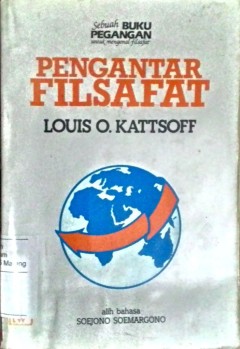 Sebuah BUKU
PEGANGAN
untuk mengenal filsafat
PENGANTAR
FILSAFAT
LOUIS O. KATTSOFF
alih bahasa
SOEJONO SOEMARGONO